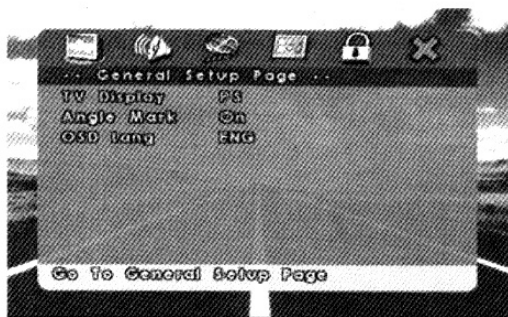 .. General Setup Page ..
TV Display PS
Angle Mark On
OSD Lang ENG
Go To General Setup Page